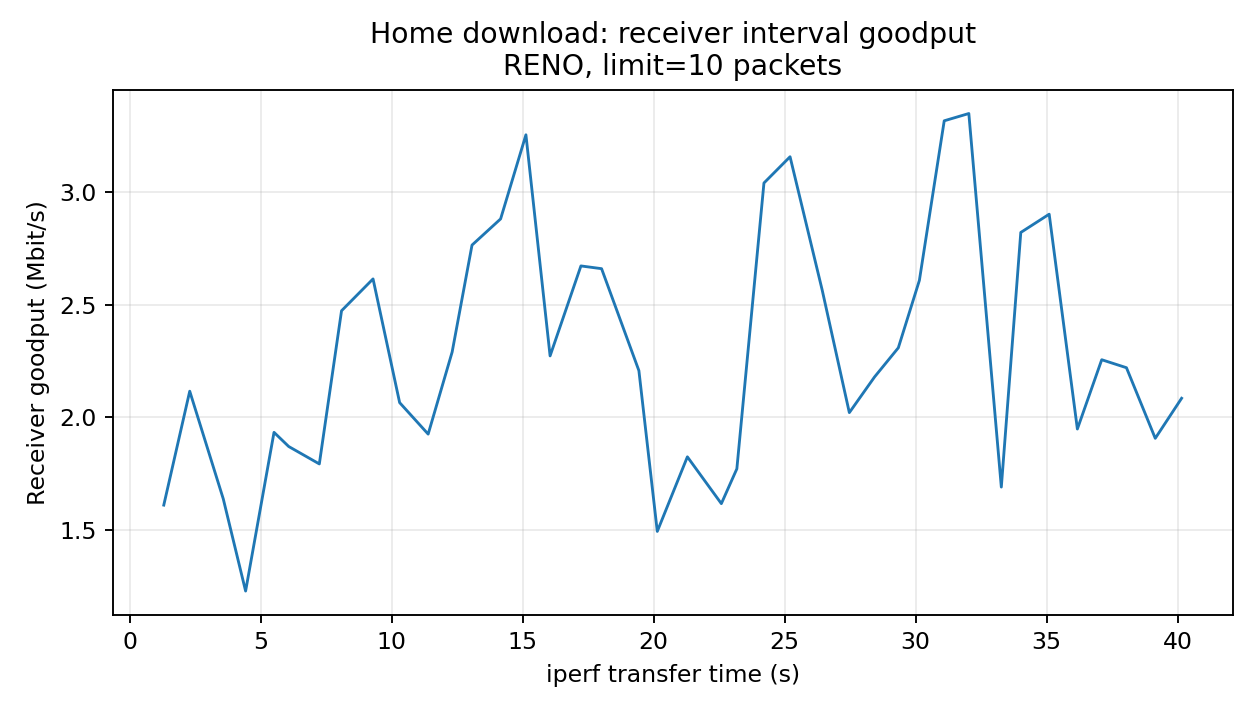 Home download: receiver interval goodput
RENO, limit=10 packets
Receiver goodput (Mbit/s)
3.0
2.5
2.0
1.5
0 5 10 15 20 25 30 35 40
iperf transfer time (s)